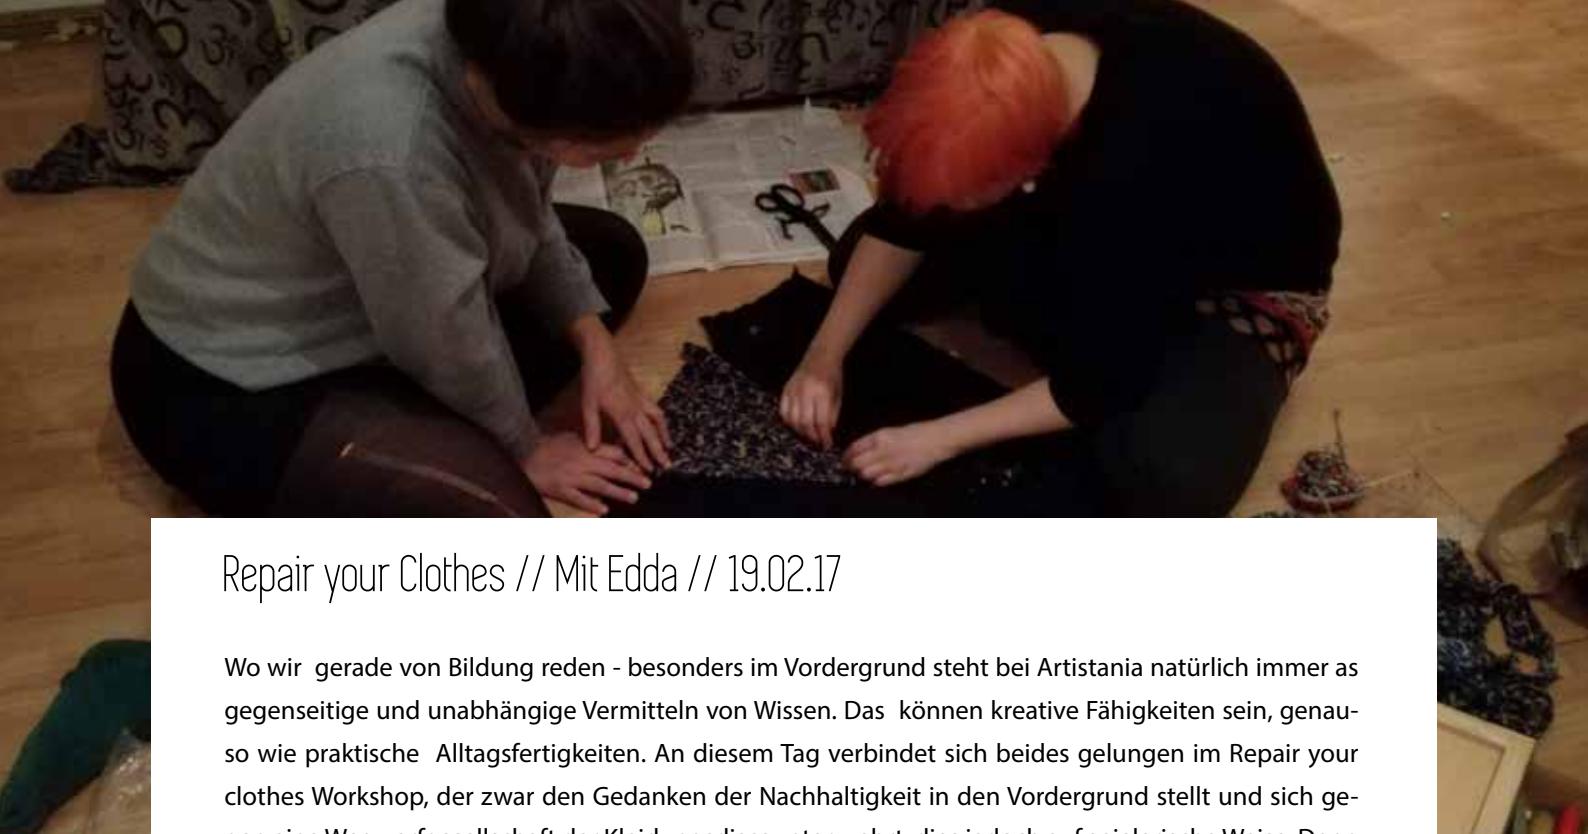 Repair your Clothes // Mit Edda // 19.02.17
Wo wir gerade von Bildung reden - besonders im Vordergrund steht bei Artistania natürlich immer as
gegenseitige und unabhängige Vermitteln von Wissen. Das können kreative Fähigkeiten sein, genau-
so wie praktische Alltagsfertigkeiten. An diesem Tag verbindet sich beides gelungen im Repair your
clothes Workshop, der zwar den Gedanken der Nachhaltigkeit in den Vordergrund stellt und sich ge-